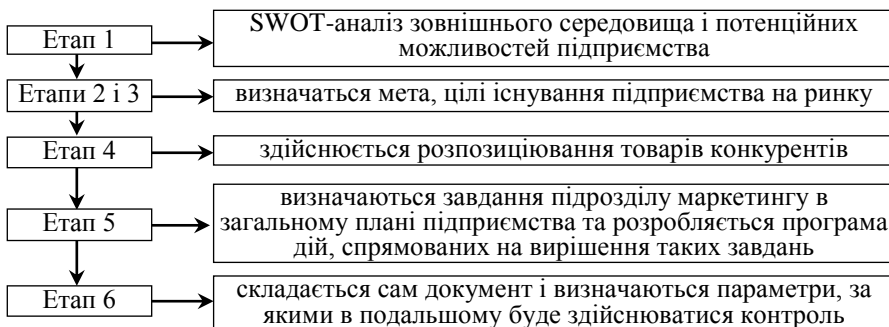 Етап 1
SWOT-аналіз зовнішнього середовища і потенційних
можливостей підприємства
Етапи 2 і 3
визначаться мета, цілі існування підприємства на ринку
Етап 4
здійснюється розпозиціювання товарів конкурентів
Етап 5
визначаються завдання підрозділу маркетингу в
загальному плані підприємства та розробляється програма
дій, спрямованих на вирішення таких завдань
Етап 6
складається сам документ і визначаються параметри, за
якими в подальшому буде здійснюватися контроль